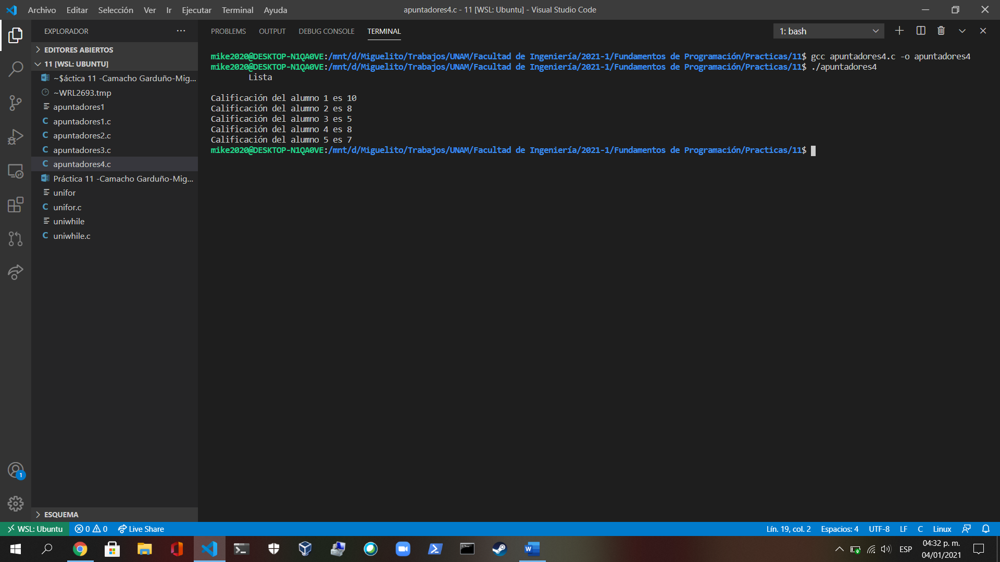 Archivo Editar Selección Ver Ir Ejecutar Terminal Ayuda
apuntadores4.c - 11 [WSL: Ubuntu] - Visual Studio Code
EXPLORADOR
EDITORES ABIERTOS
11 [WSL: UBUNTU]
~$áctica 11 -Camacho Garduño-Mig...
~WRL2693.tmp
apuntadores1
C apuntadores1.c
C apuntadores2.c
C apuntadores3.c
C apuntadores4.c
Práctica 11 -Camacho Garduño-Mig...
unifor
C unifor.c
uniwhile
C uniwhile.c
ESQUEMA
PROBLEMS OUTPUT DEBUG CONSOLE TERMINAL
1: bash
mike2020@DESKTOP-N1QA0VE:/mnt/d/Miguelito/Trabajos/UNAM/Facultad de Ingeniería/2021-1/Fundamentos de Programación/Practicas/11$ gcc apuntadores4.c -o apuntadores4
mike2020@DESKTOP-N1QA0VE:/mnt/d/Miguelito/Trabajos/UNAM/Facultad de Ingeniería/2021-1/Fundamentos de Programación/Practicas/11$ ./apuntadores4
Lista
Calificación del alumno 1 es 10
Calificación del alumno 2 es 8
Calificación del alumno 3 es 5
Calificación del alumno 4 es 8
Calificación del alumno 5 es 7
mike2020@DESKTOP-N1QA0VE:/mnt/d/Miguelito/Trabajos/UNAM/Facultad de Ingeniería/2021-1/Fundamentos de Programación/Practicas/11$
1
WSL: Ubuntu 0 0 Live Share
Lín. 19, col. 2 Espacios: 4 UTF-8 LF C Linux
ESP
04:32 p. m.
04/01/2021